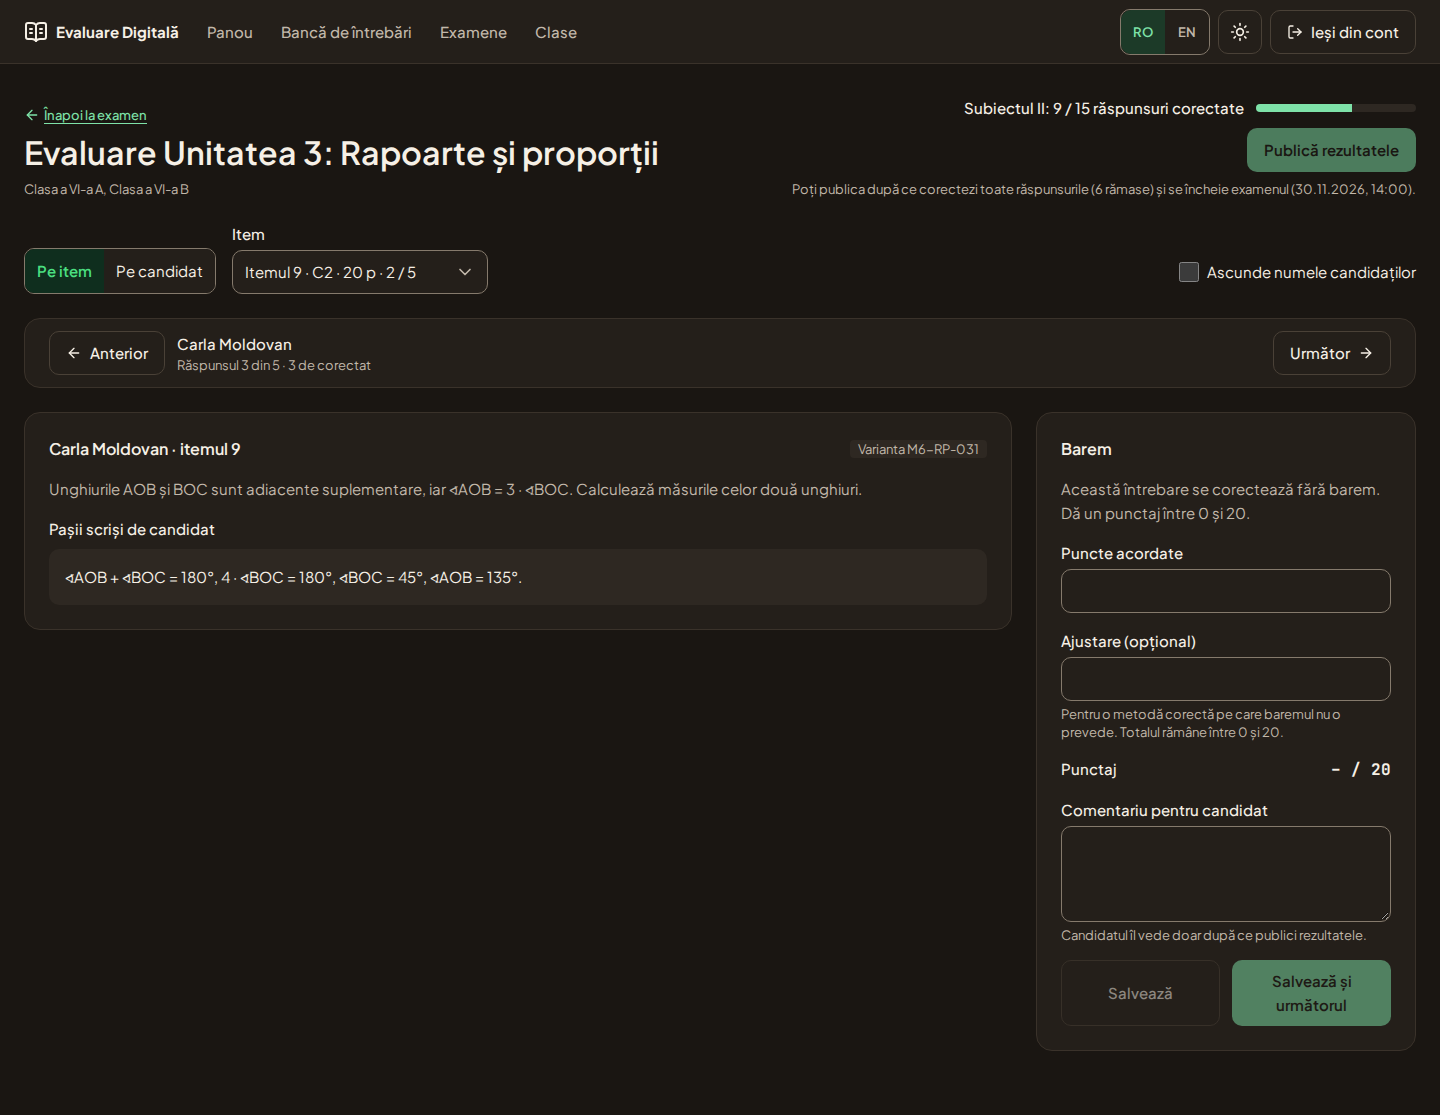 Evaluare Digitală
Panou
Bancă de întrebări
Examene
Clase
RO
EN
Ieși din cont
Înapoi la examen
Evaluare Unitatea 3: Rapoarte și proporții
Clasa a VI-a A, Clasa a VI-a B
Subiectul II: 9 / 15 răspunsuri corectate
Publică rezultatele
Poți publica după ce corectezi toate răspunsurile (6 rămase) și se încheie examenul (30.11.2026, 14:00).
Pe item
Pe candidat
Item
Itemul 9 · C2 · 20 p · 2 / 5
Ascunde numele candidaților
Anterior
Carla Moldovan
Răspunsul 3 din 5 · 3 de corectat
Următor
Carla Moldovan · itemul 9
Varianta M6-RP-031
Unghiurile AOB și BOC sunt adiacente suplementare, iar ∢AOB = 3 · ∢BOC. Calculează măsurile celor două unghiuri.
Pașii scriși de candidat
∢AOB + ∢BOC = 180°, 4 · ∢BOC = 180°, ∢BOC = 45°, ∢AOB = 135°.
Barem
Această întrebare se corectează fără barem.
Dă un punctaj între 0 și 20.
Puncte acordate
Ajustare (opțional)
Pentru o metodă corectă pe care baremul nu o
prevede. Totalul rămâne între 0 și 20.
Punctaj
- / 20
Comentariu pentru candidat
Candidatul îl vede doar după ce publici rezultatele.
Salvează
Salvează și
următorul